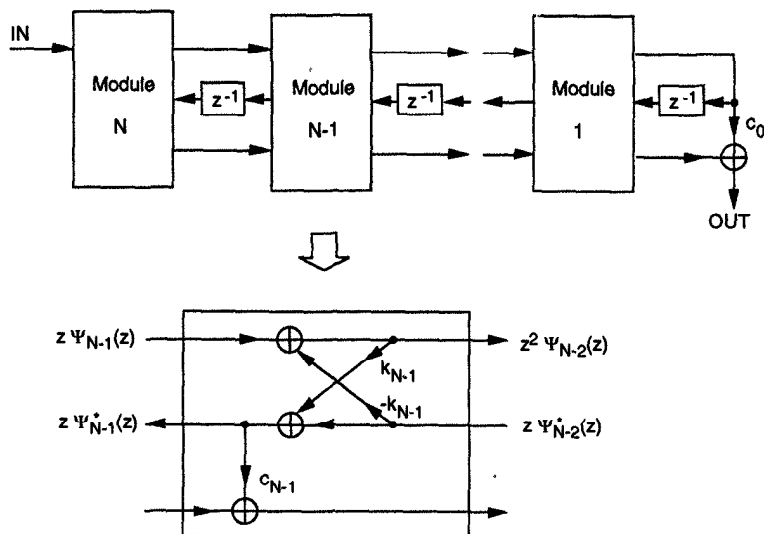 IN
Module
N
z⁻¹
Module
N-1
z⁻¹
Module
1
z⁻¹
c₀
OUT
z Ψ_{N-1}(z)
z² Ψ_{N-2}(z)
k_{N-1}
-k_{N-1}
z Ψ*_{N-1}(z)
z Ψ*_{N-2}(z)
c_{N-1}